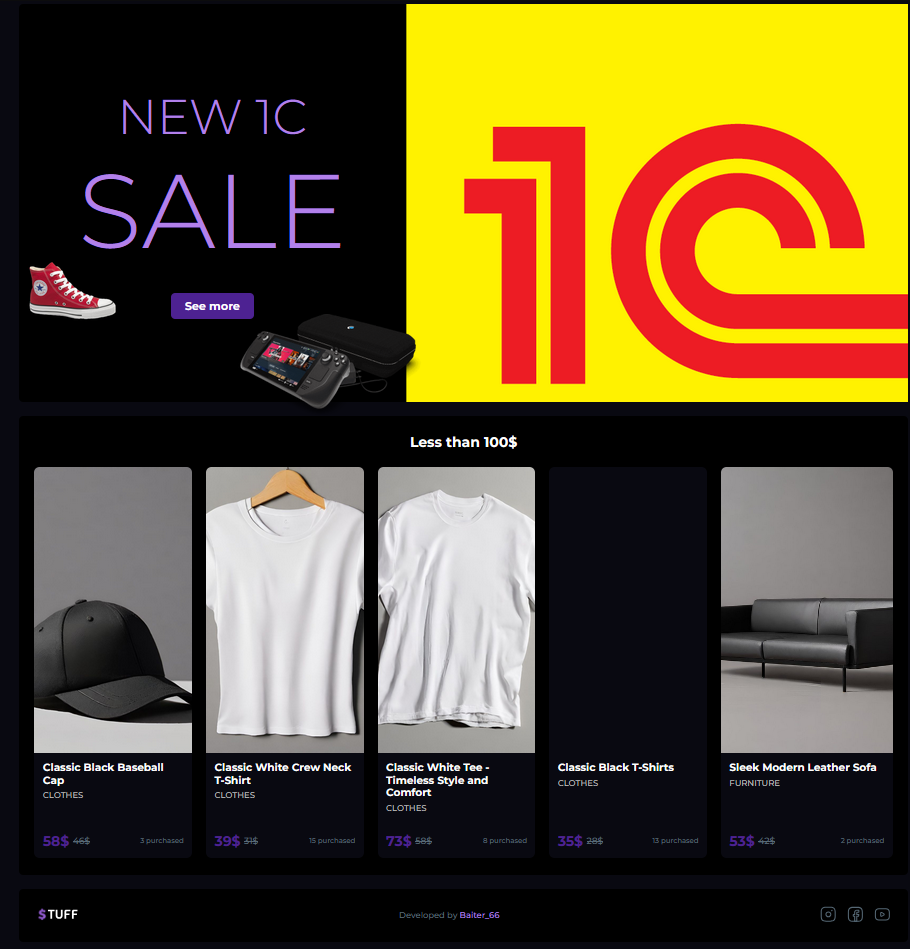 NEW 1C
SALE
See more
1C
Less than 100$
Classic Black Baseball
Cap
CLOTHES
58$ 46$
3 purchased
Classic White Crew Neck
T-Shirt
CLOTHES
39$ 31$
15 purchased
Classic White Tee -
Timeless Style and
Comfort
CLOTHES
73$ 58$
8 purchased
Classic Black T-Shirts
CLOTHES
35$ 28$
13 purchased
Sleek Modern Leather Sofa
FURNITURE
53$ 42$
2 purchased
$TUFF
Developed by Baiter_66